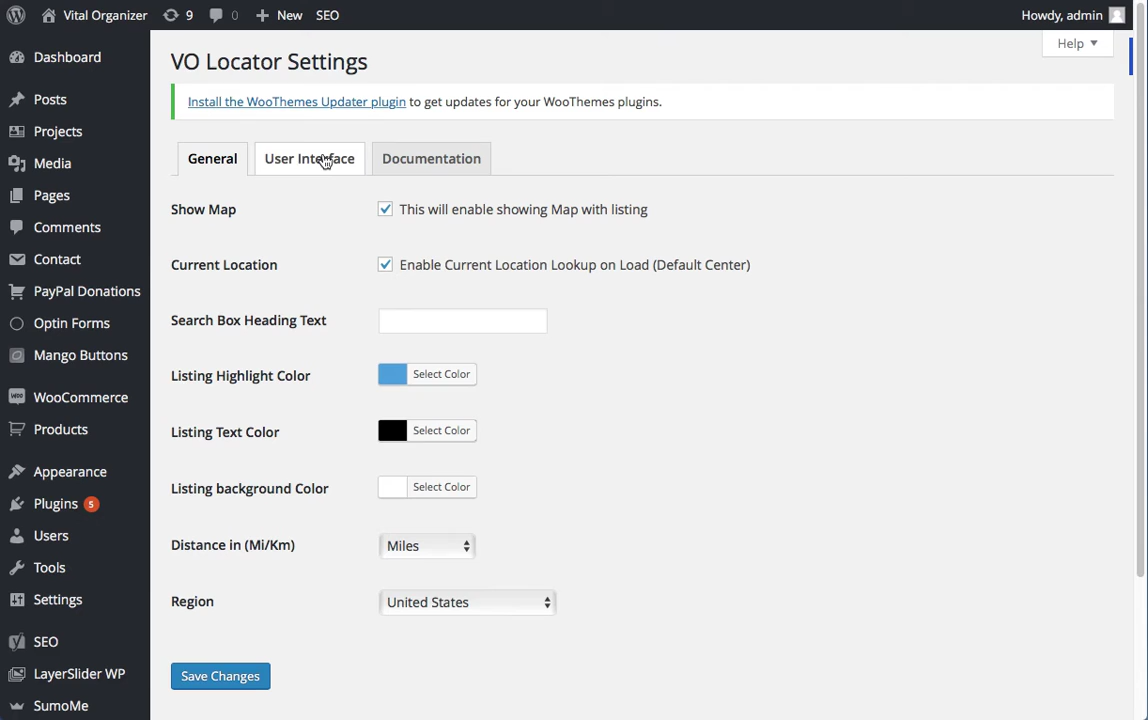 Vital Organizer 9 0 New SEO Howdy, admin
Help
Dashboard
Posts
Projects
Media
Pages
Comments
Contact
PayPal Donations
Optin Forms
Mango Buttons
WooCommerce
Products
Appearance
Plugins 5
Users
Tools
Settings
SEO
LayerSlider WP
SumoMe
VO Locator Settings
Install the WooThemes Updater plugin to get updates for your WooThemes plugins.
General User Interface Documentation
Show Map This will enable showing Map with listing
Current Location Enable Current Location Lookup on Load (Default Center)
Search Box Heading Text
Listing Highlight Color Select Color
Listing Text Color Select Color
Listing background Color Select Color
Distance in (Mi/Km) Miles
Region United States
Save Changes